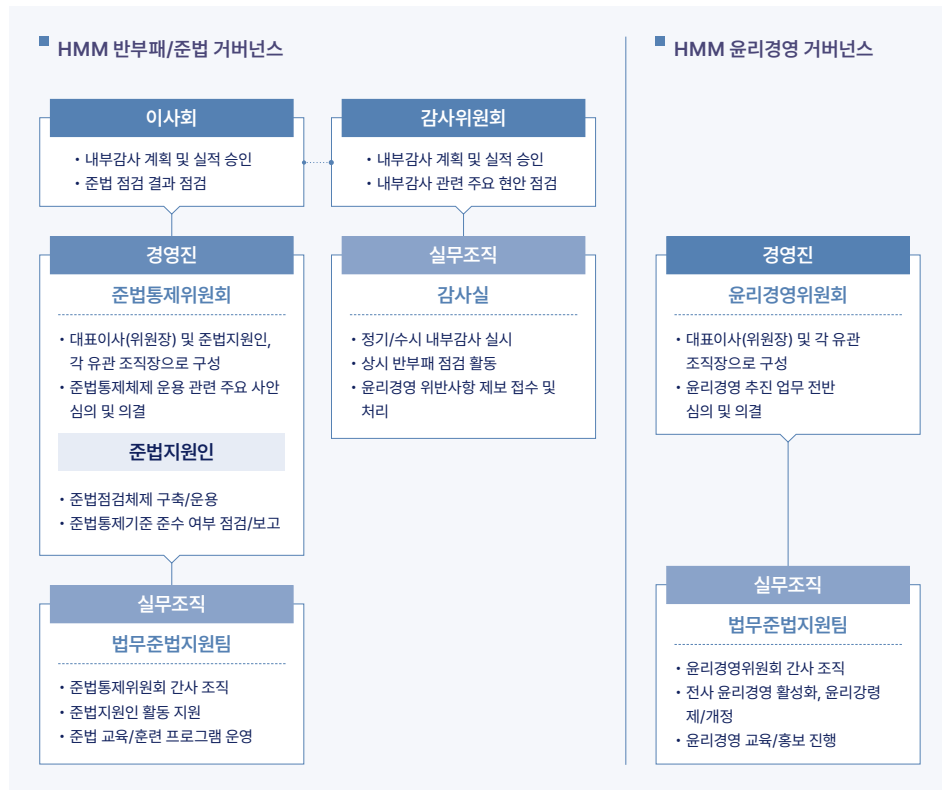 HMM 반부패/준법 거버넌스
이사회
• 내부감사 계획 및 실적 승인
• 준법 점검 결과 점검
감사위원회
• 내부감사 계획 및 실적 승인
• 내부감사 관련 주요 현안 점검
경영진
준법통제위원회
• 대표이사(위원장) 및 준법지원인,
각 유관 조직장으로 구성
• 준법통제체제 운용 관련 주요 사안
심의 및 의결
준법지원인
• 준법점검체제 구축/운용
• 준법통제기준 준수 여부 점검/보고
실무조직
감사실
• 정기/수시 내부감사 실시
• 상시 반부패 점검 활동
• 윤리경영 위반사항 제보 접수 및
처리
실무조직
법무준법지원팀
• 준법통제위원회 간사 조직
• 준법지원인 활동 지원
• 준법 교육/훈련 프로그램 운영
HMM 윤리경영 거버넌스
경영진
윤리경영위원회
• 대표이사(위원장) 및 각 유관
조직장으로 구성
• 윤리경영 추진 업무 전반
심의 및 의결
실무조직
법무준법지원팀
• 윤리경영위원회 간사 조직
• 전사 윤리경영 활성화, 윤리강령
제/개정
• 윤리경영 교육/홍보 진행